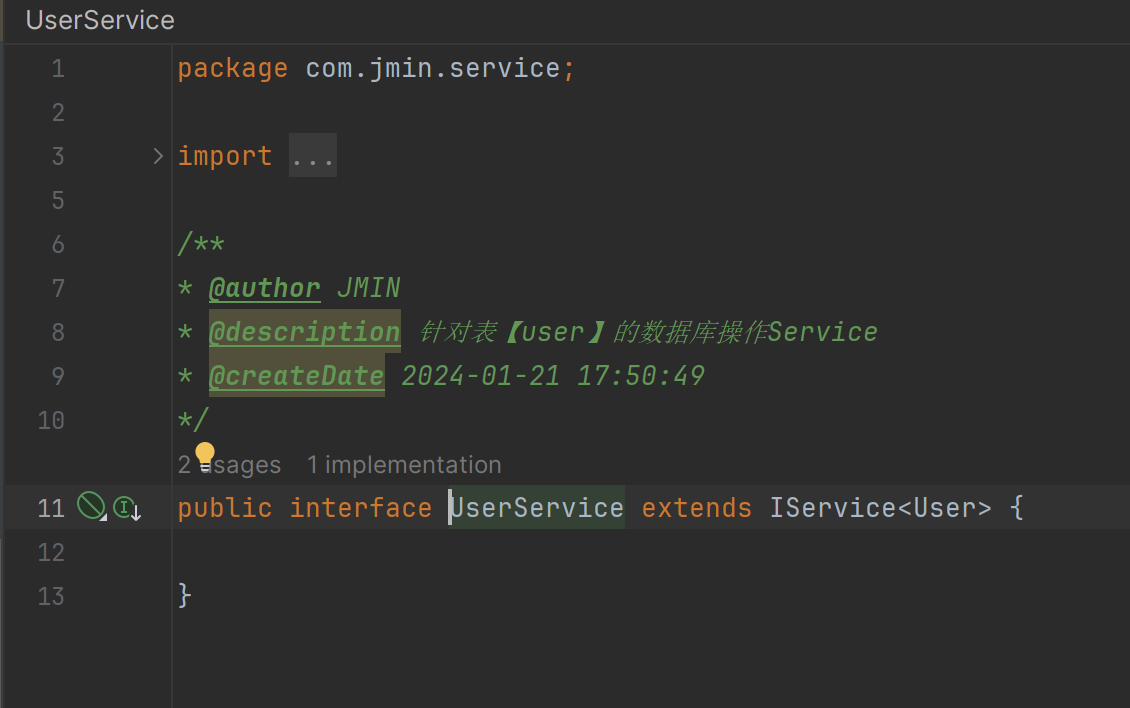 UserService
1 package com.jmin.service;
2
3 import ...
5
6 /**
7 * @author JMIN
8 * @description 针对表【user】的数据库操作Service
9 * @createDate 2024-01-21 17:50:49
10 */
2 usages 1 implementation
11 public interface UserService extends IService<User> {
12
13 }